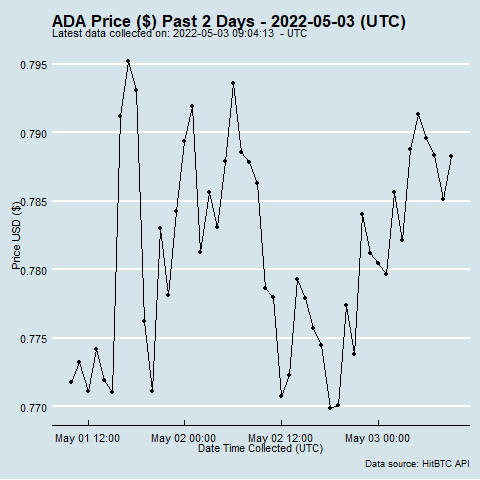 ADA Price ($) Past 2 Days - 2022-05-03 (UTC)
Latest data collected on: 2022-05-03 09:04:13 - UTC
0.795
0.790
0.785
0.780
0.775
0.770
Price USD ($)
May 01 12:00 May 02 00:00 May 02 12:00 May 03 00:00
Date Time Collected (UTC)
Data source: HitBTC API